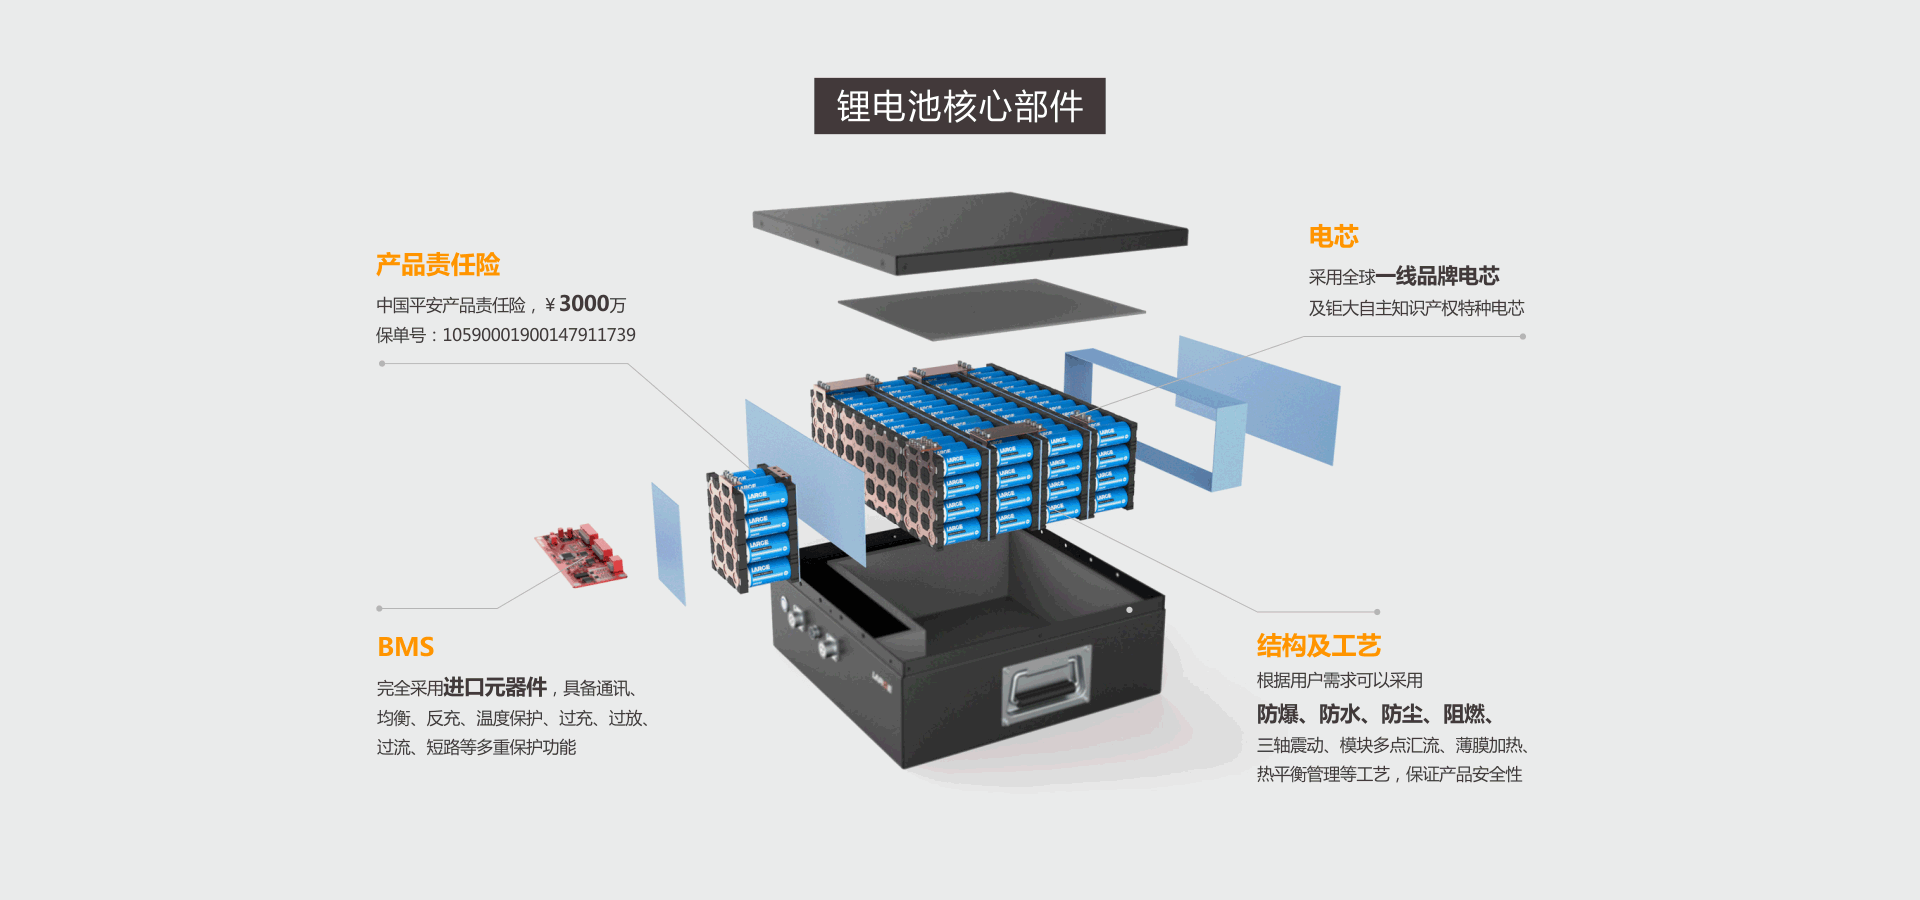 锂电池核心部件
产品责任险
中国平安产品责任险，￥3000万
保单号：10590001900147911739
电芯
采用全球一线品牌电芯
及钜大自主知识产权特种电芯
BMS
完全采用进口元器件，具备通讯、
均衡、反充、温度保护、过充、过放、
过流、短路等多重保护功能
结构及工艺
根据用户需求可以采用
防爆、防水、防尘、阻燃、
三轴震动、模块多点汇流、薄膜加热、
热平衡管理等工艺，保证产品安全性
LARGE